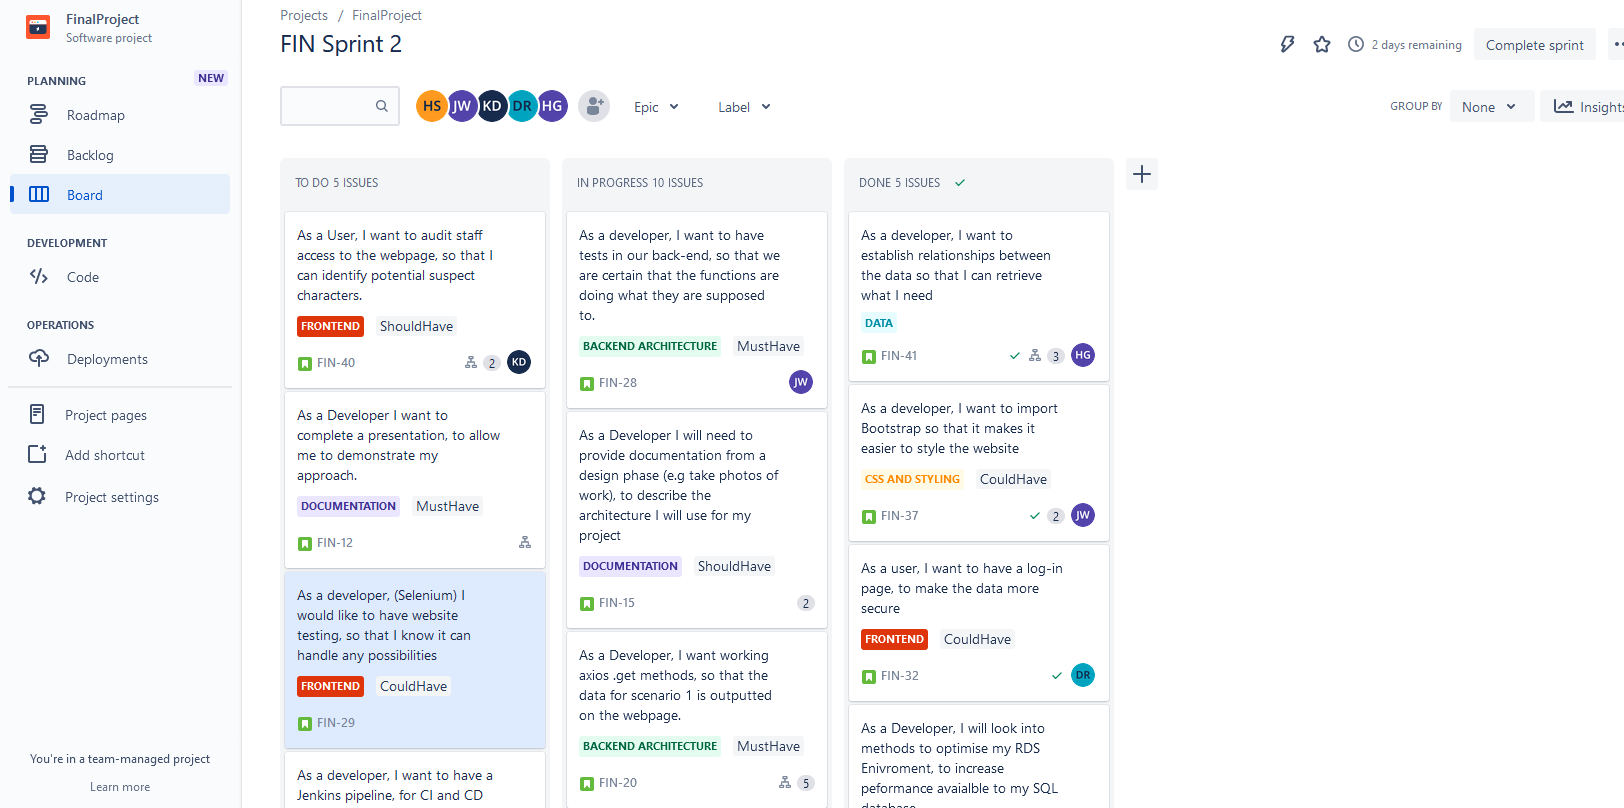 FinalProject
Software project
PLANNING
NEW
Roadmap
Backlog
Board
DEVELOPMENT
Code
OPERATIONS
Deployments
Project pages
Add shortcut
Project settings
You're in a team-managed project
Learn more
Projects / FinalProject
FIN Sprint 2
2 days remaining
Complete sprint
HS JW KD DR HG
Epic
Label
GROUP BY
None
Insights
TO DO 5 ISSUES
As a User, I want to audit staff
access to the webpage, so that I
can identify potential suspect
characters.
FRONTEND ShouldHave
FIN-40 2 KD
As a Developer I want to
complete a presentation, to allow
me to demonstrate my
approach.
DOCUMENTATION MustHave
FIN-12
As a developer, (Selenium) I
would like to have website
testing, so that I know it can
handle any possibilities
FRONTEND CouldHave
FIN-29
As a developer, I want to have a
Jenkins pipeline, for CI and CD
IN PROGRESS 10 ISSUES
As a developer, I want to have
tests in our back-end, so that we
are certain that the functions are
doing what they are supposed
to.
BACKEND ARCHITECTURE MustHave
FIN-28 JW
As a Developer I will need to
provide documentation from a
design phase (e.g take photos of
work), to describe the
architecture I will use for my
project
DOCUMENTATION ShouldHave
FIN-15 2
As a Developer, I want working
axios .get methods, so that the
data for scenario 1 is outputted
on the webpage.
BACKEND ARCHITECTURE MustHave
FIN-20 5
DONE 5 ISSUES
As a developer, I want to
establish relationships between
the data so that I can retrieve
what I need
DATA
FIN-41 3 HG
As a developer, I want to import
Bootstrap so that it makes it
easier to style the website
CSS AND STYLING CouldHave
FIN-37 2 JW
As a user, I want to have a log-in
page, to make the data more
secure
FRONTEND CouldHave
FIN-32 DR
As a Developer, I will look into
methods to optimise my RDS
Enviroment, to increase
peformance avaialble to my SQL
database